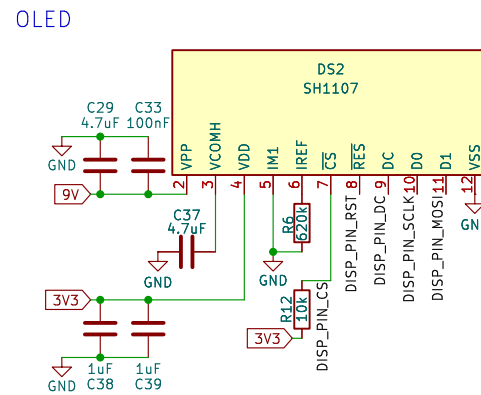 OLED
DS2
SH1107
C29
4.7uF
C33
100nF
GND
9V
VPP
VCOMH
VDD
IM1
IREF
CS
RES
DC
D0
D1
VSS
2
3
4
5
6
7
8
9
10
11
12
C37
4.7uF
GND
R6
620k
GND
DISP_PIN_RST
DISP_PIN_DC
DISP_PIN_SCLK
DISP_PIN_MOSI
GN
3V3
R12
10k
DISP_PIN_CS
3V3
1uF
C38
1uF
C39
GND